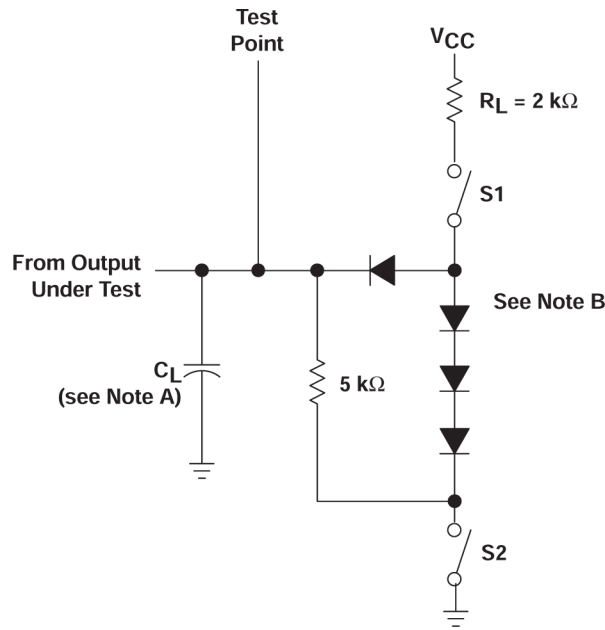 Test
Point
VCC
RL = 2 kΩ
S1
From Output
Under Test
See Note B
CL
(see Note A)
5 kΩ
S2